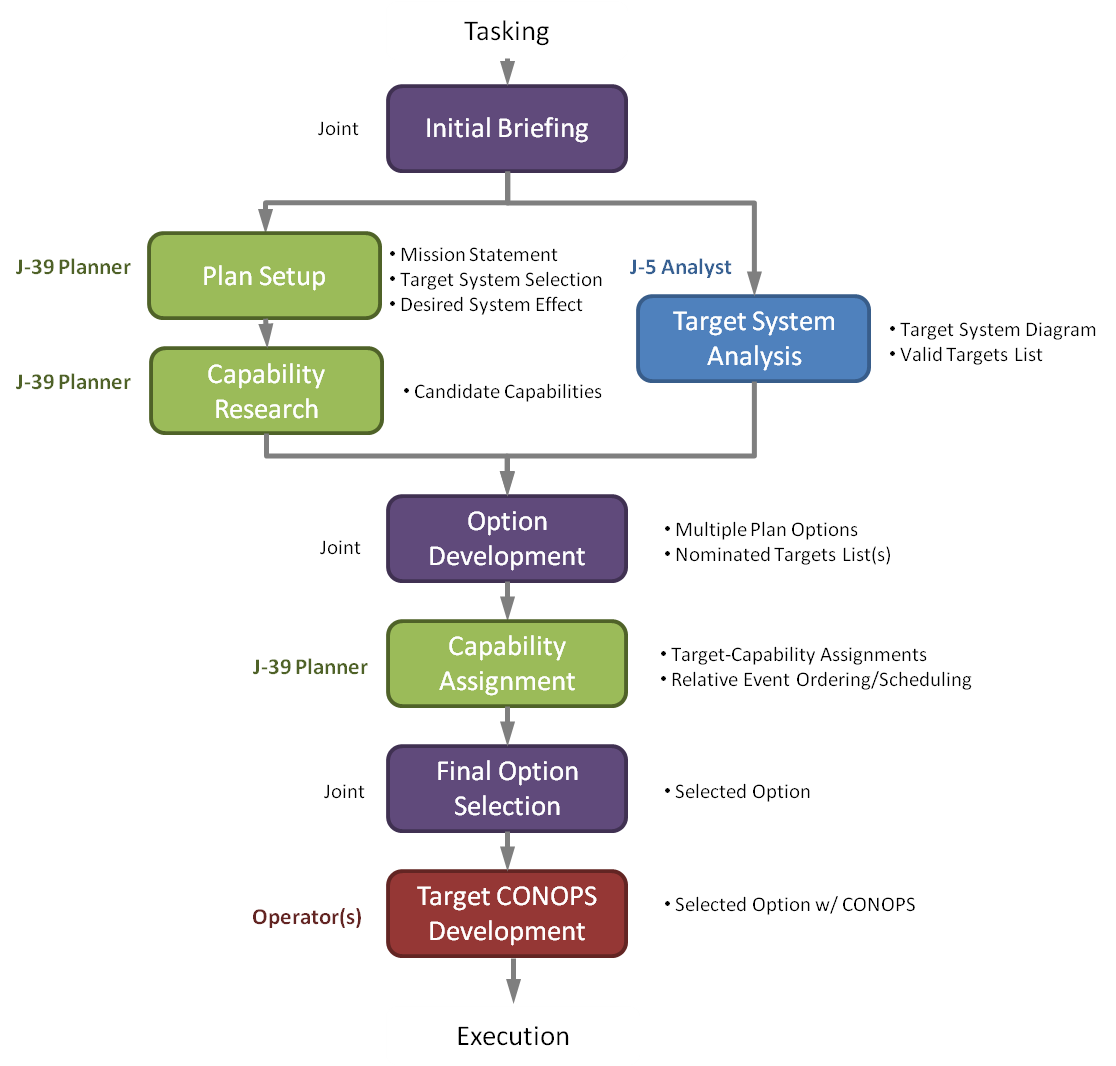 Tasking
Joint
Initial Briefing
J-39 Planner
Plan Setup
• Mission Statement
• Target System Selection
• Desired System Effect
J-5 Analyst
Target System
Analysis
• Target System Diagram
• Valid Targets List
J-39 Planner
Capability
Research
• Candidate Capabilities
Joint
Option
Development
• Multiple Plan Options
• Nominated Targets List(s)
J-39 Planner
Capability
Assignment
• Target-Capability Assignments
• Relative Event Ordering/Scheduling
Joint
Final Option
Selection
• Selected Option
Operator(s)
Target CONOPS
Development
• Selected Option w/ CONOPS
Execution